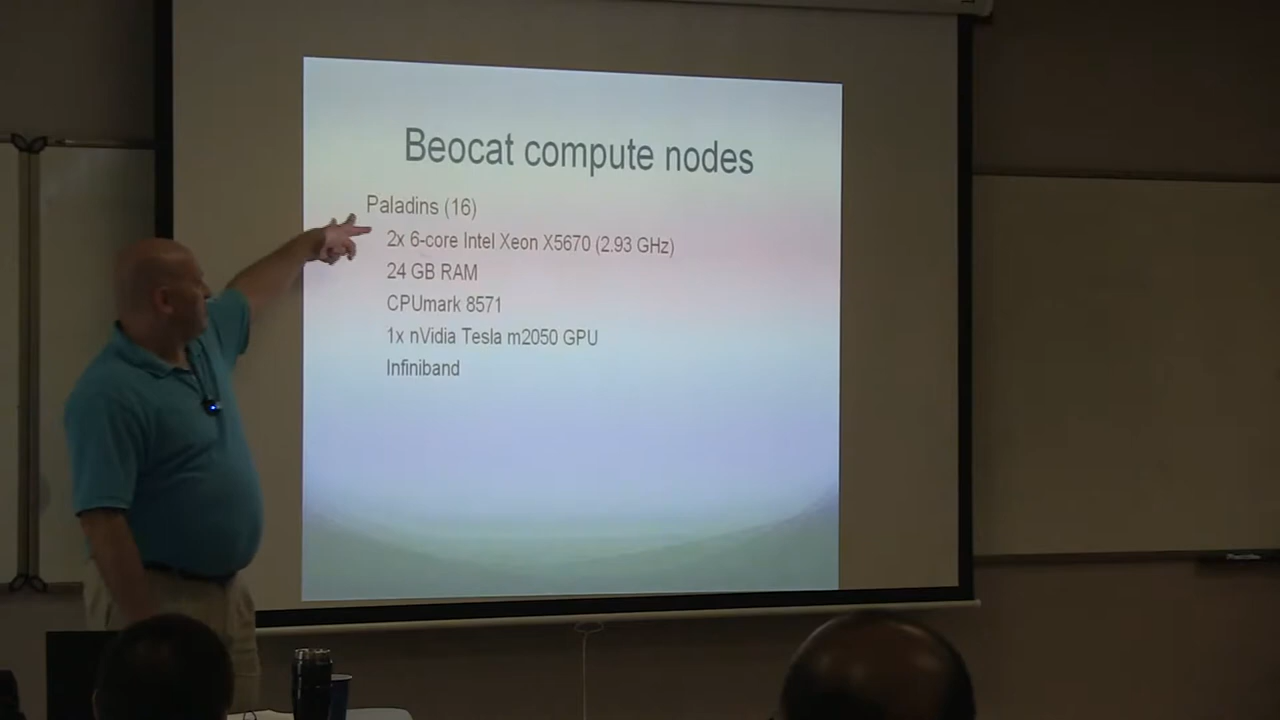 Beocat compute nodes
Paladins (16)
2x 6-core Intel Xeon X5670 (2.93 GHz)
24 GB RAM
CPUmark 8571
1x nVidia Tesla m2050 GPU
Infiniband